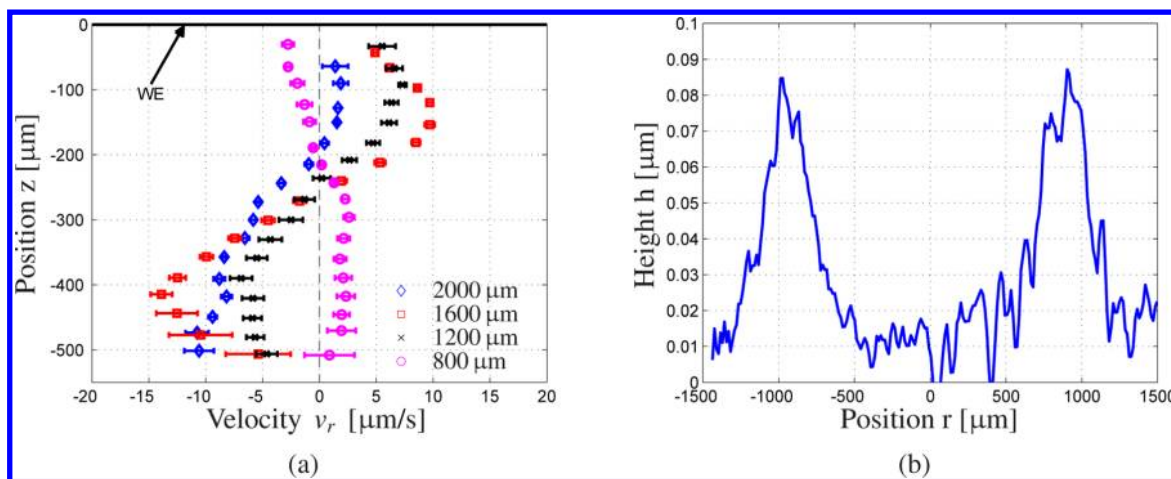 0
-100
-200
-300
-400
-500
Position z [μm]
WE
2000 μm
1600 μm
1200 μm
800 μm
-20 -15 -10 -5 0 5 10 15 20
Velocity v_r [μm/s]
(a)
0.1
0.09
0.08
0.07
0.06
0.05
0.04
0.03
0.02
0.01
0
Height h [μm]
-1500 -1000 -500 0 500 1000 1500
Position r [μm]
(b)